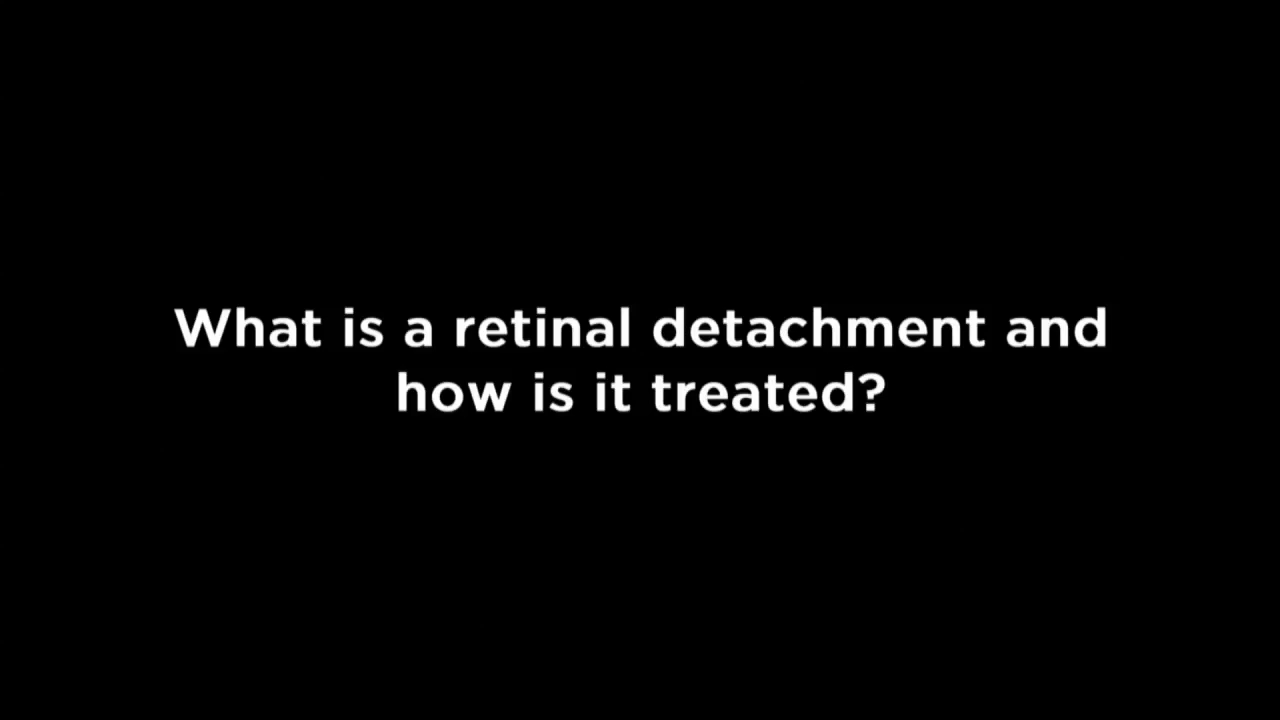 What is a retinal detachment and
how is it treated?